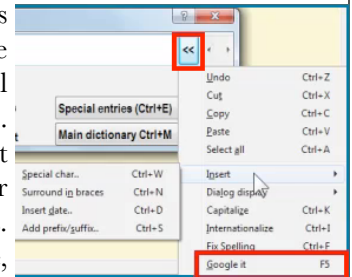 s
?
x
e
<<
l
Undo Ctrl+Z
Cut Ctrl+X
Special entries (Ctrl+E)
Copy Ctrl+C
.
Main dictionary Ctrl+M
Paste Ctrl+V
t
Select all Ctrl+A
r
Special char.. Ctrl+W
Insert
Surround in braces Ctrl+N
Dialog display
.
Insert date.. Ctrl+D
Capitalize Ctrl+K
Add prefix/suffix.. Ctrl+S
Internationalize Ctrl+I
Fix Spelling Ctrl+F
,
Google it F5